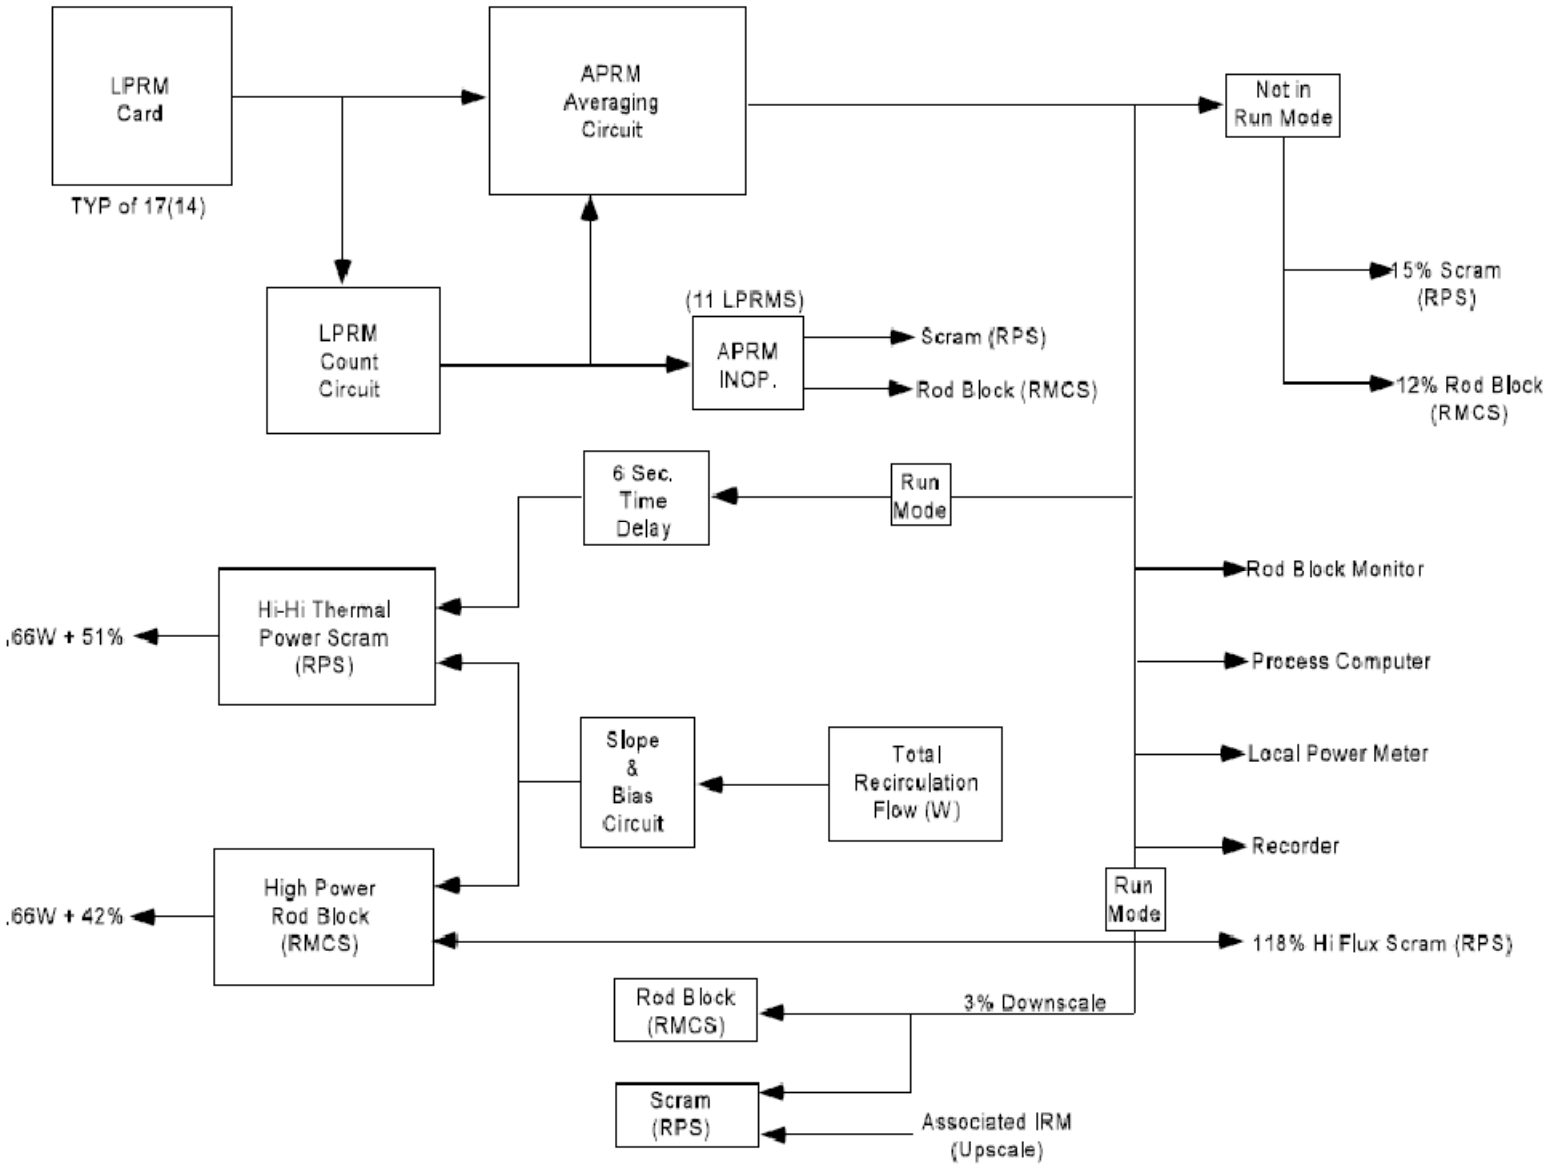 LPRM
Card
TYP of 17(14)
APRM
Averaging
Circuit
Not in
Run Mode
15% Scram
(RPS)
12% Rod Block
(RMCS)
LPRM
Count
Circuit
(11 LPRMS)
APRM
INOP.
Scram (RPS)
Rod Block (RMCS)
6 Sec.
Time
Delay
Run
Mode
Rod Block Monitor
Hi-Hi Thermal
Power Scram
(RPS)
.66W + 51%
Process Computer
Slope
&
Bias
Circuit
Total
Recirculation
Flow (W)
Local Power Meter
Recorder
High Power
Rod Block
(RMCS)
.66W + 42%
Run
Mode
118% Hi Flux Scram (RPS)
Rod Block
(RMCS)
3% Downscale
Scram
(RPS)
Associated IRM
(Upscale)